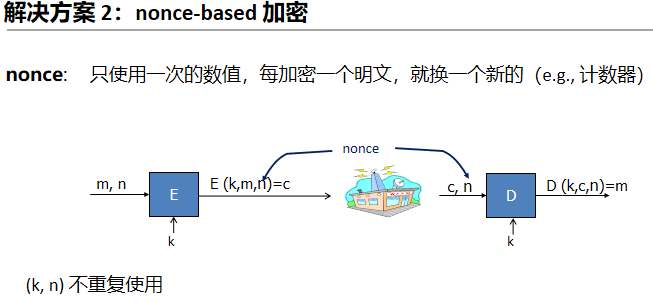 解决方案 2：nonce-based 加密
nonce: 只使用一次的数值，每加密一个明文，就换一个新的（e.g., 计数器）
nonce
m, n
E
E (k,m,n)=c
c, n
D
D (k,c,n)=m
k
k
(k, n) 不重复使用